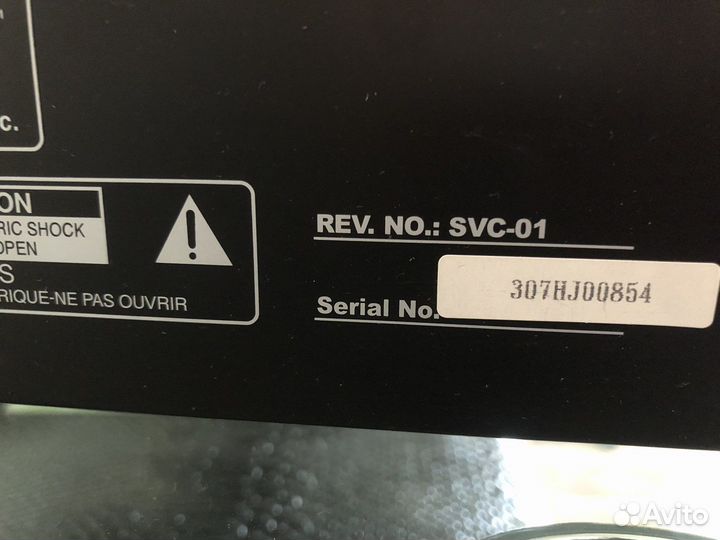 c.
ON
RIC SHOCK
OPEN
S
RIQUE-NE PAS OUVRIR
REV. NO.: SVC-01
Serial No.
307HJ00854
Avito